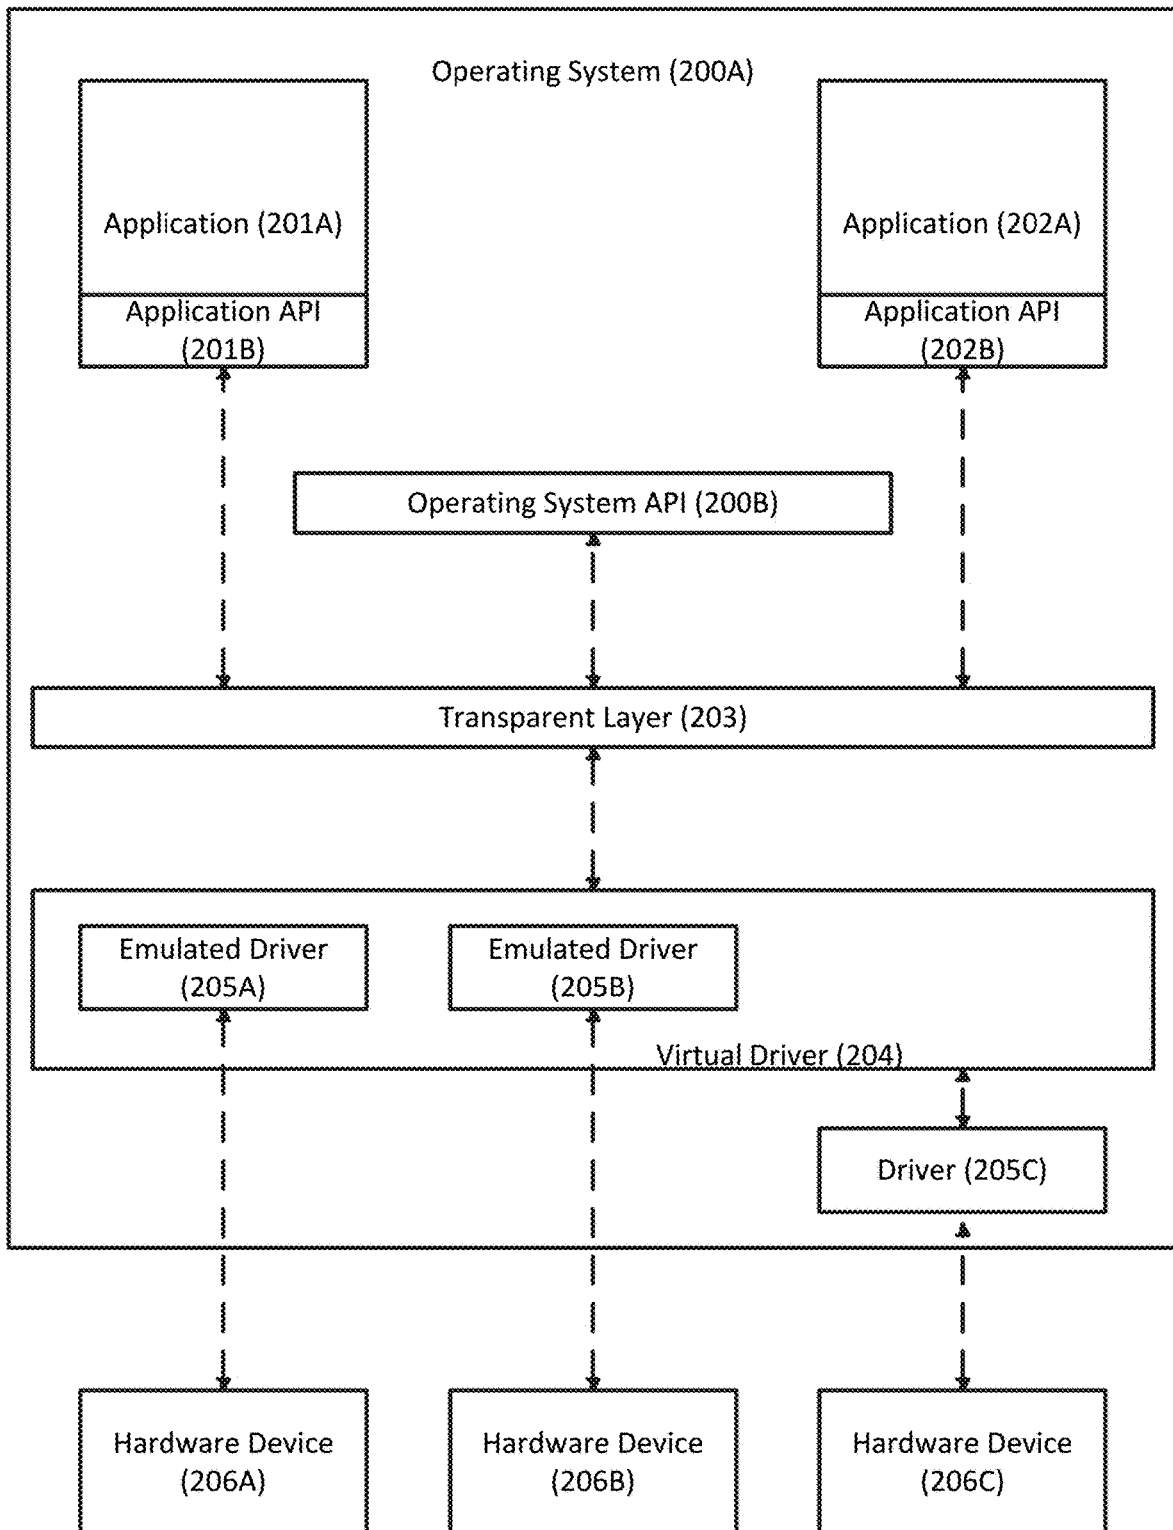 Operating System (200A)
Application (201A)
Application (202A)
Application API
(201B)
Application API
(202B)
Operating System API (200B)
Transparent Layer (203)
Emulated Driver
(205A)
Emulated Driver
(205B)
Virtual Driver (204)
Driver (205C)
Hardware Device
(206A)
Hardware Device
(206B)
Hardware Device
(206C)